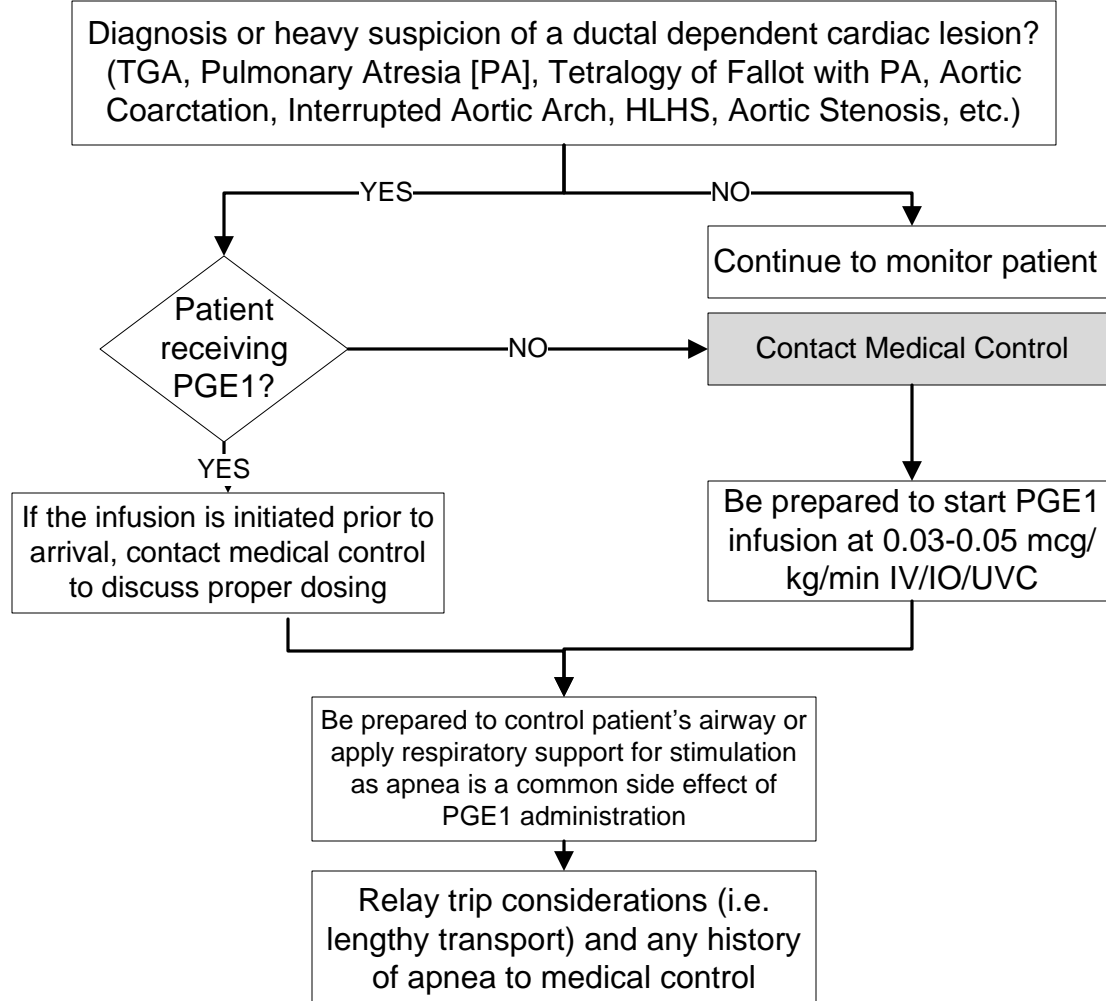 Diagnosis or heavy suspicion of a ductal dependent cardiac lesion?
(TGA, Pulmonary Atresia [PA], Tetralogy of Fallot with PA, Aortic
Coarctation, Interrupted Aortic Arch, HLHS, Aortic Stenosis, etc.)
YES
NO
Continue to monitor patient
Patient
receiving
PGE1?
NO
Contact Medical Control
YES
If the infusion is initiated prior to
arrival, contact medical control
to discuss proper dosing
Be prepared to start PGE1
infusion at 0.03-0.05 mcg/
kg/min IV/IO/UVC
Be prepared to control patient’s airway or
apply respiratory support for stimulation
as apnea is a common side effect of
PGE1 administration
Relay trip considerations (i.e.
lengthy transport) and any history
of apnea to medical control